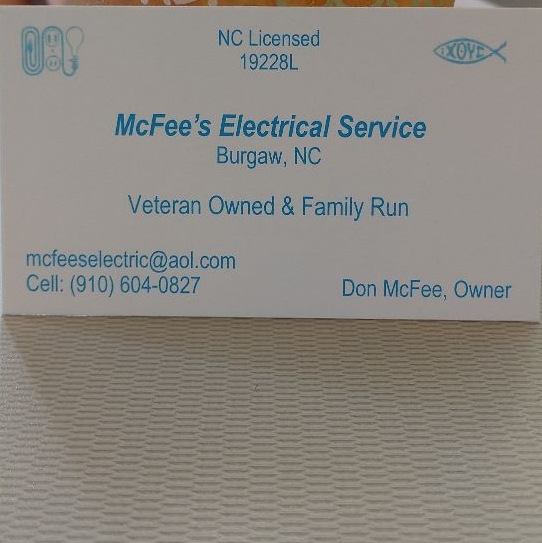 NC Licensed
19228L
ΙΧΘΥΣ
McFee's Electrical Service
Burgaw, NC
Veteran Owned & Family Run
mcfeeselectric@aol.com
Cell: (910) 604-0827
Don McFee, Owner